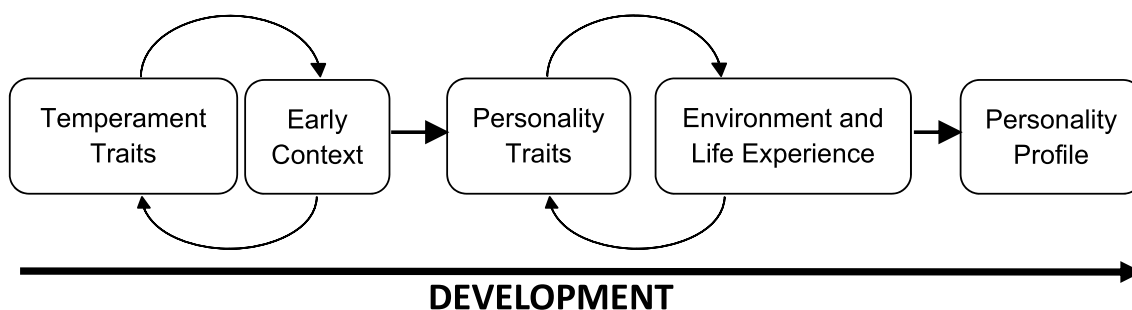 Temperament
Traits
Early
Context
Personality
Traits
Environment and
Life Experience
Personality
Profile
DEVELOPMENT